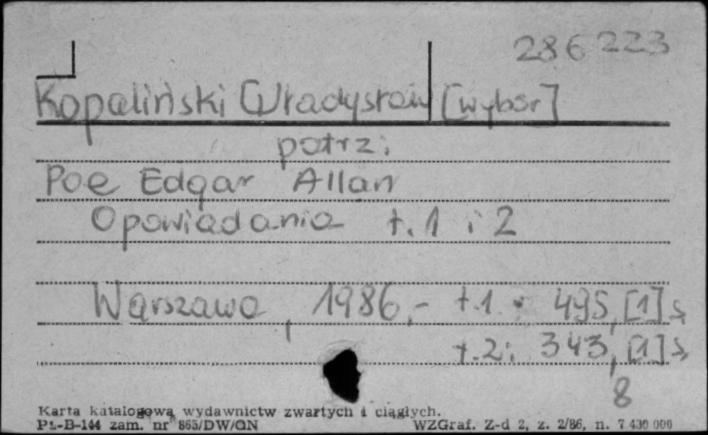 286223
Kopaliński Władysław [wybór]
patrz:
Poe Edgar Allan
Opowiadania t. 1 i 2
Warszawa, 1986.- t.1: 495, [1] s
t.2: 343, [1] s
8
Karta katalogowa wydawnictw zwartych i ciągłych.
Pu-B-144 zam. nr 865/DW/ON WZGraf. Z-d 2, z. 2/86, n. 7 430 000